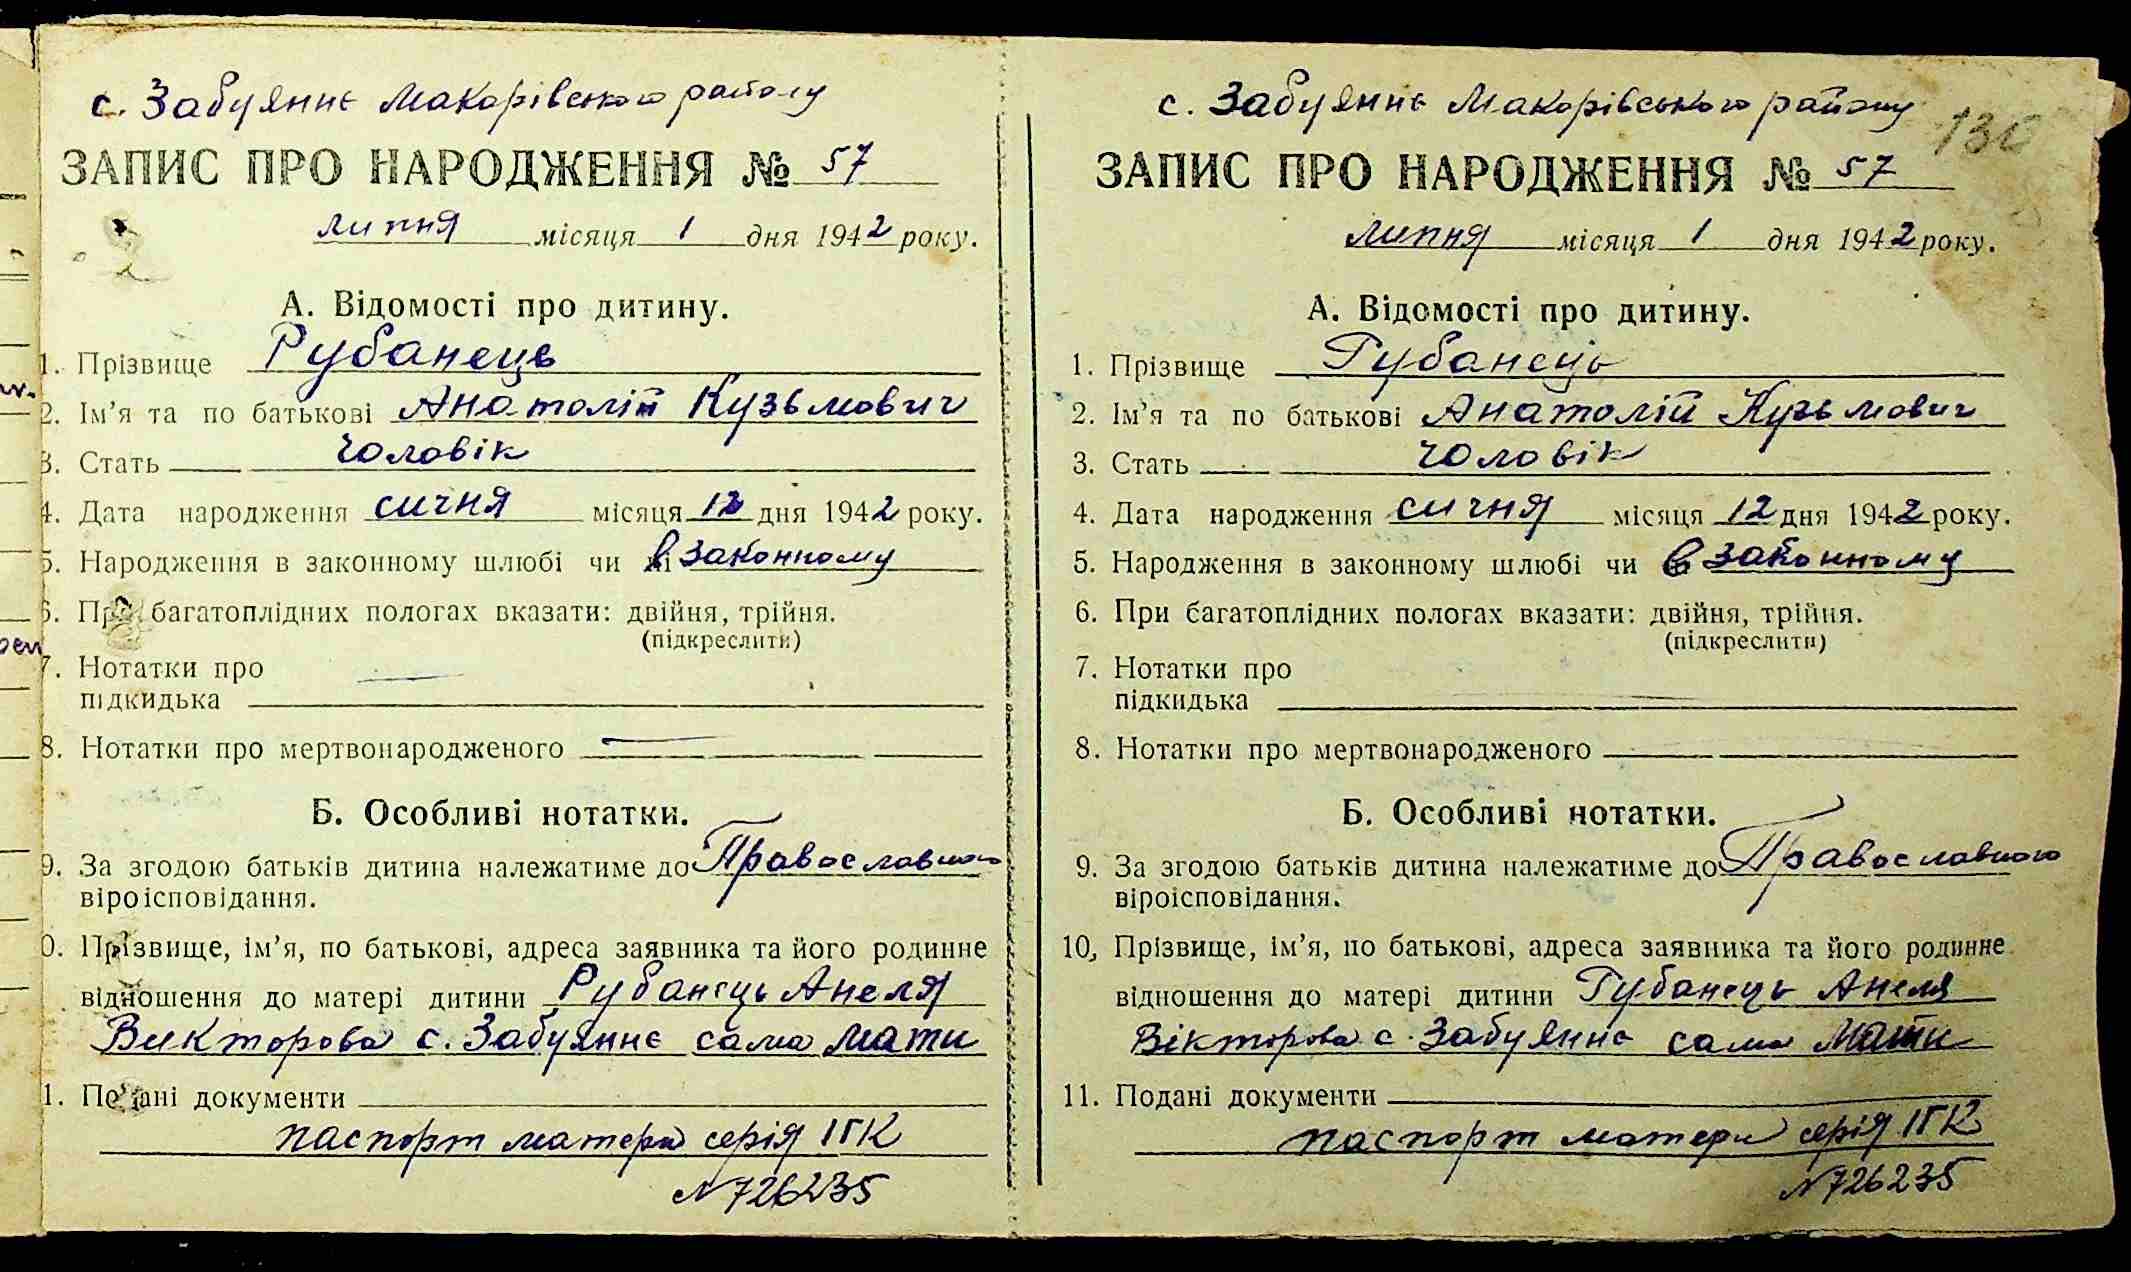 с. Забуяннє Макарівського району
ЗАПИС ПРО НАРОДЖЕННЯ № 57
липня місяця 1 дня 1942 року.
А. Відомості про дитину.
1. Прізвище Рубанець
2. Ім'я та по батькові Анатолій Кузьмович
3. Стать чоловік
4. Дата народження сичня місяця 12 дня 1942 року.
5. Народження в законному шлюбі чи ні в законному
6. При багатоплідних пологах вказати: двійня, трійня.
(підкреслити)
7. Нотатки про
підкидька
8. Нотатки про мертвонародженого
Б. Особливі нотатки.
9. За згодою батьків дитина належатиме до Православного
віроісповідання.
0. Прізвище, ім'я, по батькові, адреса заявника та його родинне
відношення до матері дитини Рубанець Анеля
Викторова с. Забуяннє сама мати
1. Подані документи
паспорт матери серія ІГК
N 726235
с. Забуяннє Макарівського району
130
ЗАПИС ПРО НАРОДЖЕННЯ № 57
липня місяця 1 дня 1942 року.
А. Відомості про дитину.
1. Прізвище Рубанець
2. Ім'я та по батькові Анатолій Кузьмович
3. Стать чоловік
4. Дата народження сичня місяця 12 дня 1942 року.
5. Народження в законному шлюбі чи в законному
6. При багатоплідних пологах вказати: двійня, трійня.
(підкреслити)
7. Нотатки про
підкидька
8. Нотатки про мертвонародженого
Б. Особливі нотатки.
9. За згодою батьків дитина належатиме до Православного
віроісповідання.
10, Прізвище, ім'я, по батькові, адреса заявника та його родинне
відношення до матері дитини Рубанець Анеля
Вікторова с. Забуяннє сама мати
11. Подані документи
паспорт матери серія ІГК
N 726235